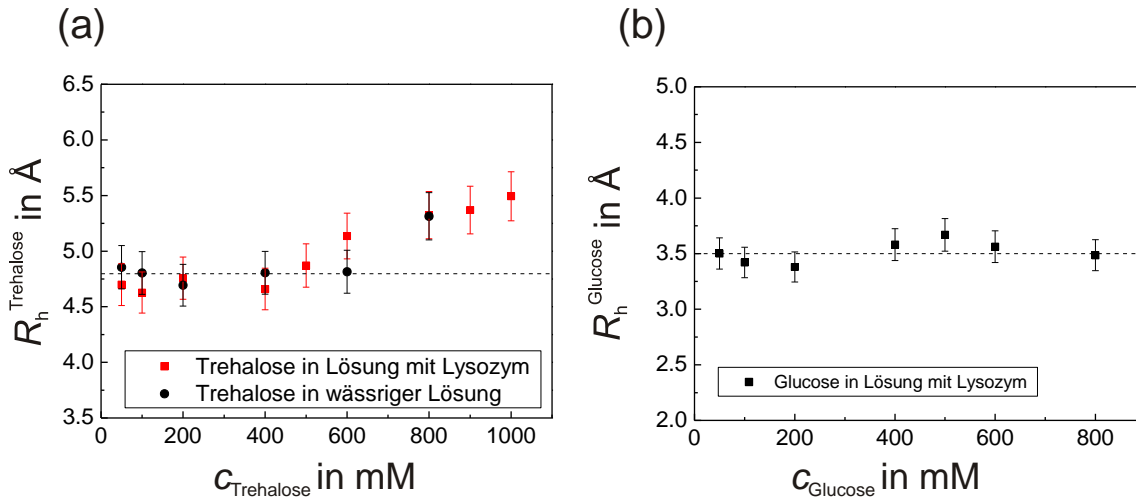 (a)
(b)
6.5
6.0
5.5
5.0
4.5
4.0
3.5
R_h^Trehalose in Å
Trehalose in Lösung mit Lysozym
Trehalose in wässriger Lösung
0 200 400 600 800 1000
c_Trehalose in mM
5.0
4.5
4.0
3.5
3.0
2.5
2.0
R_h^Glucose in Å
Glucose in Lösung mit Lysozym
0 200 400 600 800
c_Glucose in mM